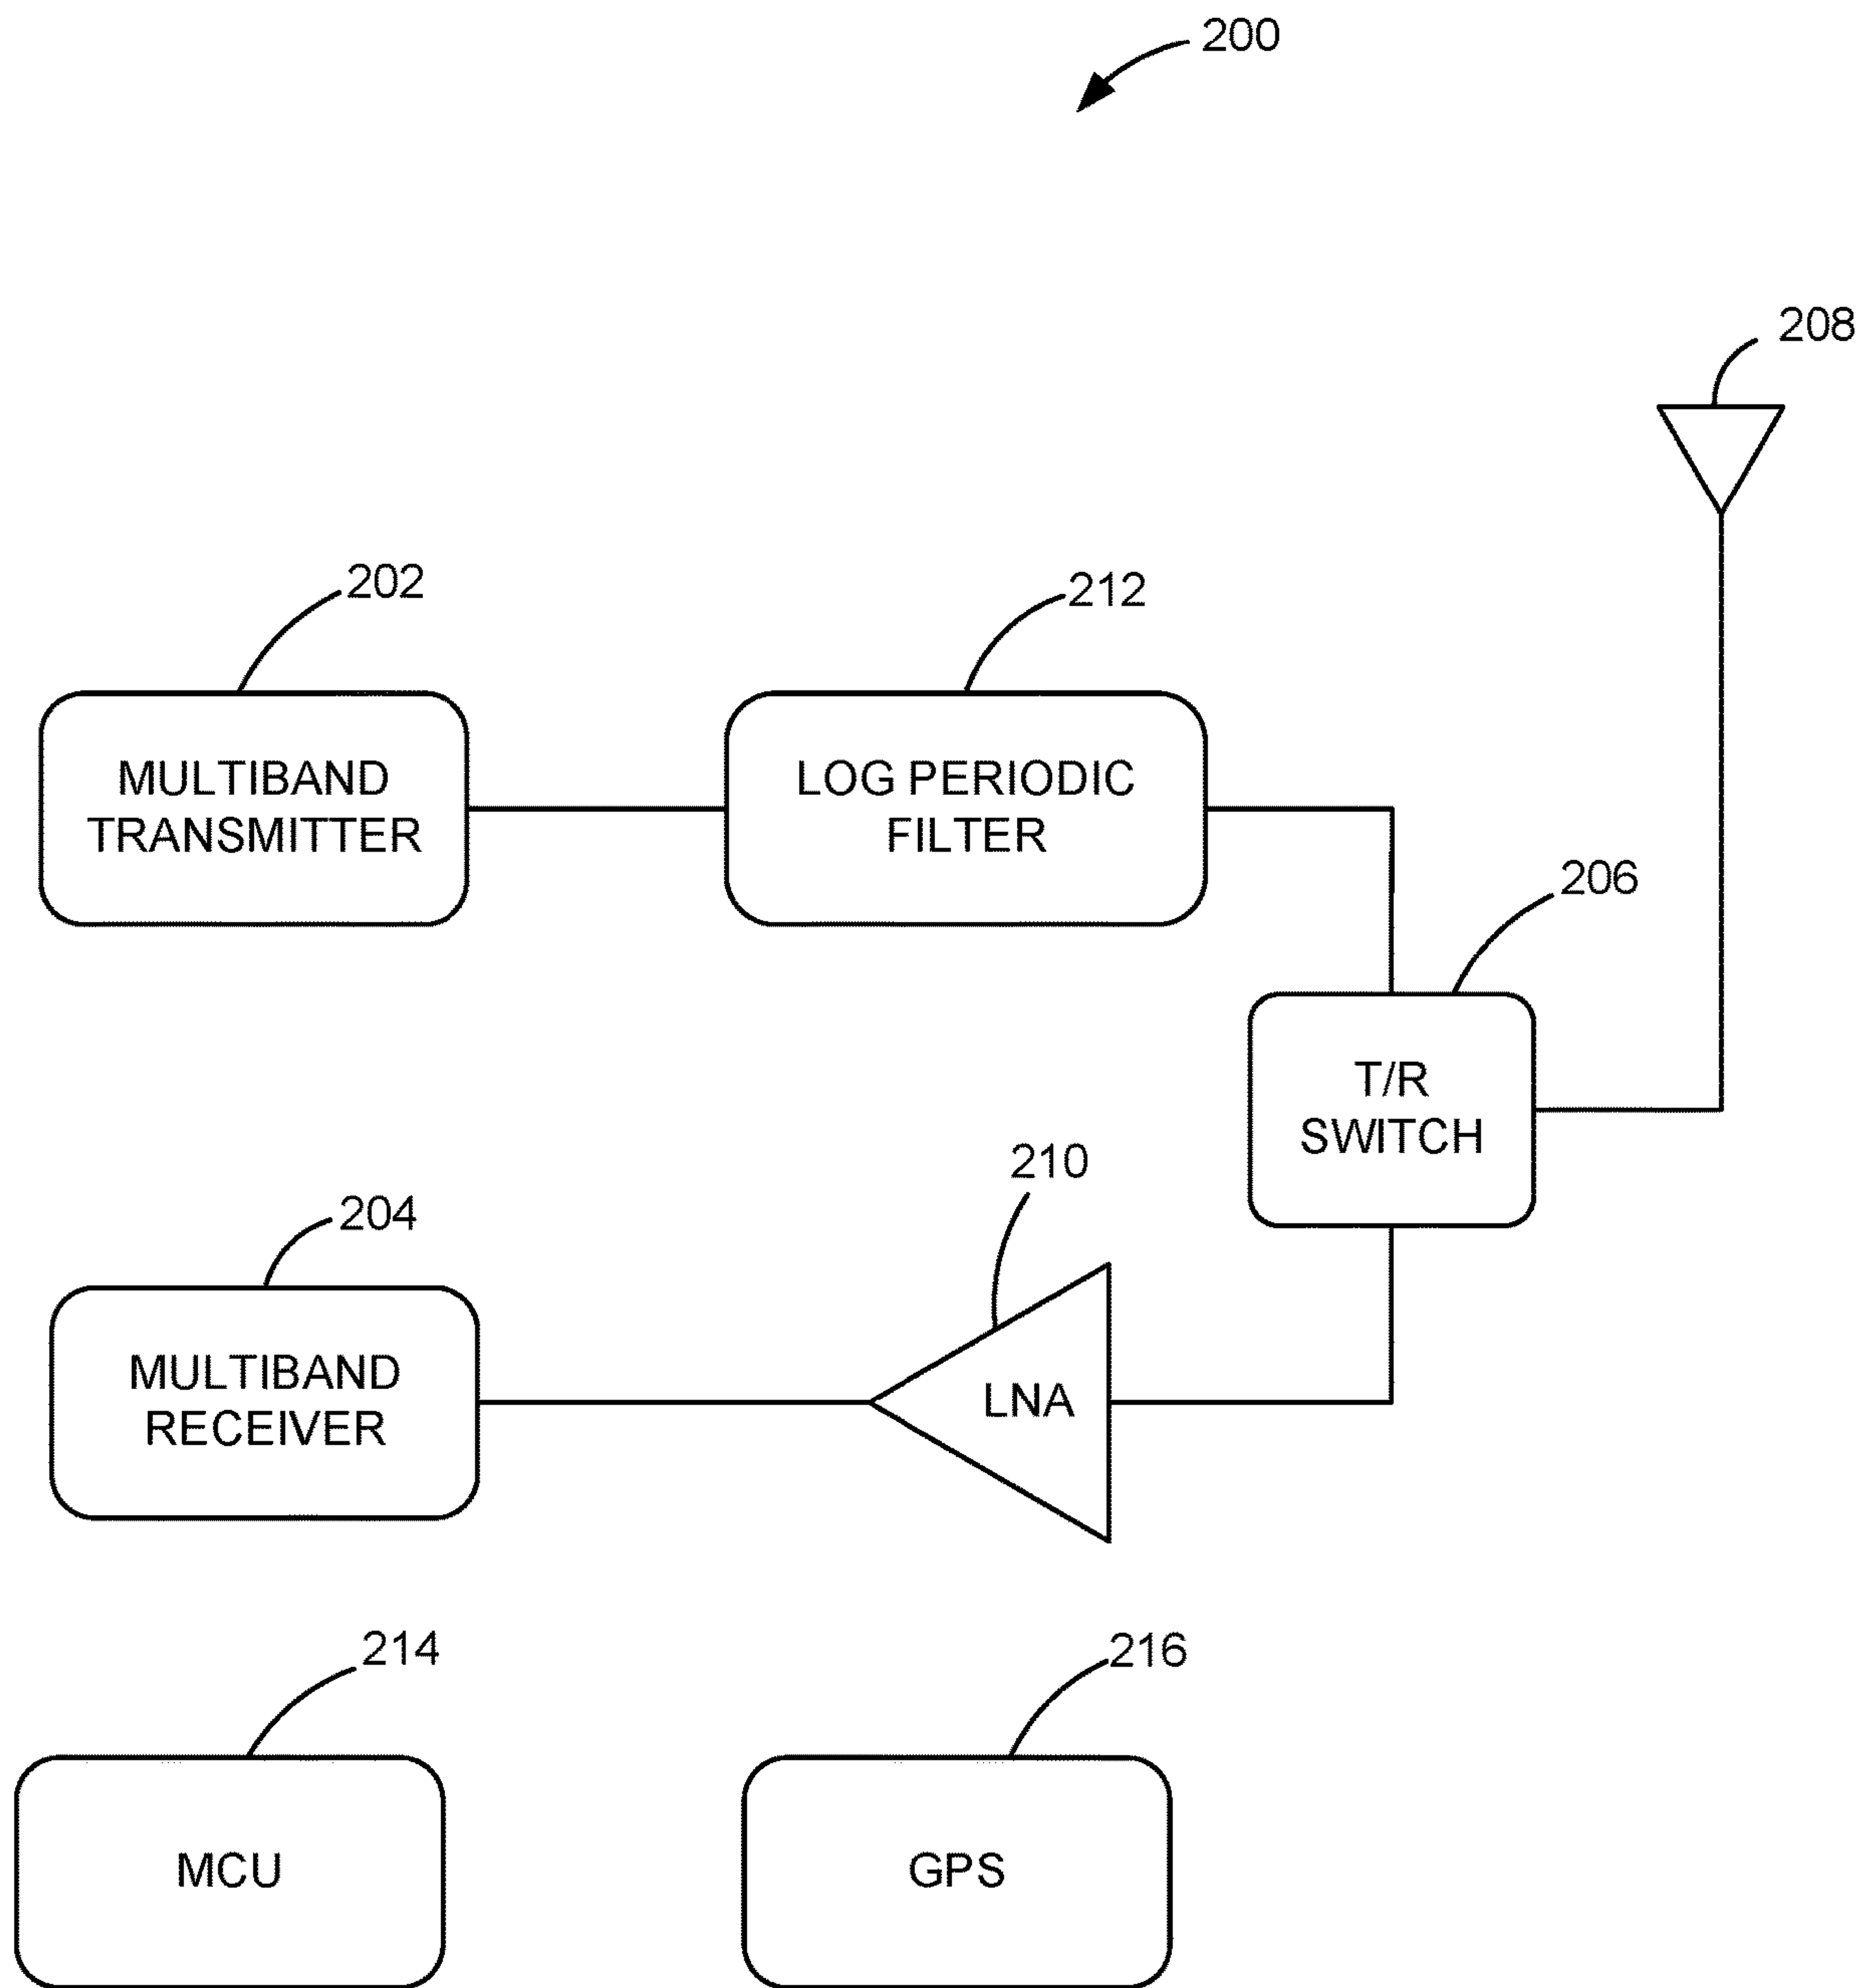 200
208
202
212
MULTIBAND
TRANSMITTER
LOG PERIODIC
FILTER
206
T/R
SWITCH
210
204
MULTIBAND
RECEIVER
LNA
214
216
MCU
GPS